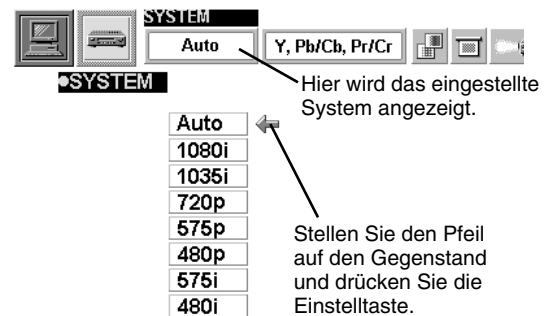 SYSTEM
Auto
Y, Pb/Cb, Pr/Cr
●SYSTEM
Hier wird das eingestellte
System angezeigt.
Auto
1080i
1035i
720p
575p
480p
575i
480i
Stellen Sie den Pfeil
auf den Gegenstand
und drücken Sie die
Einstelltaste.